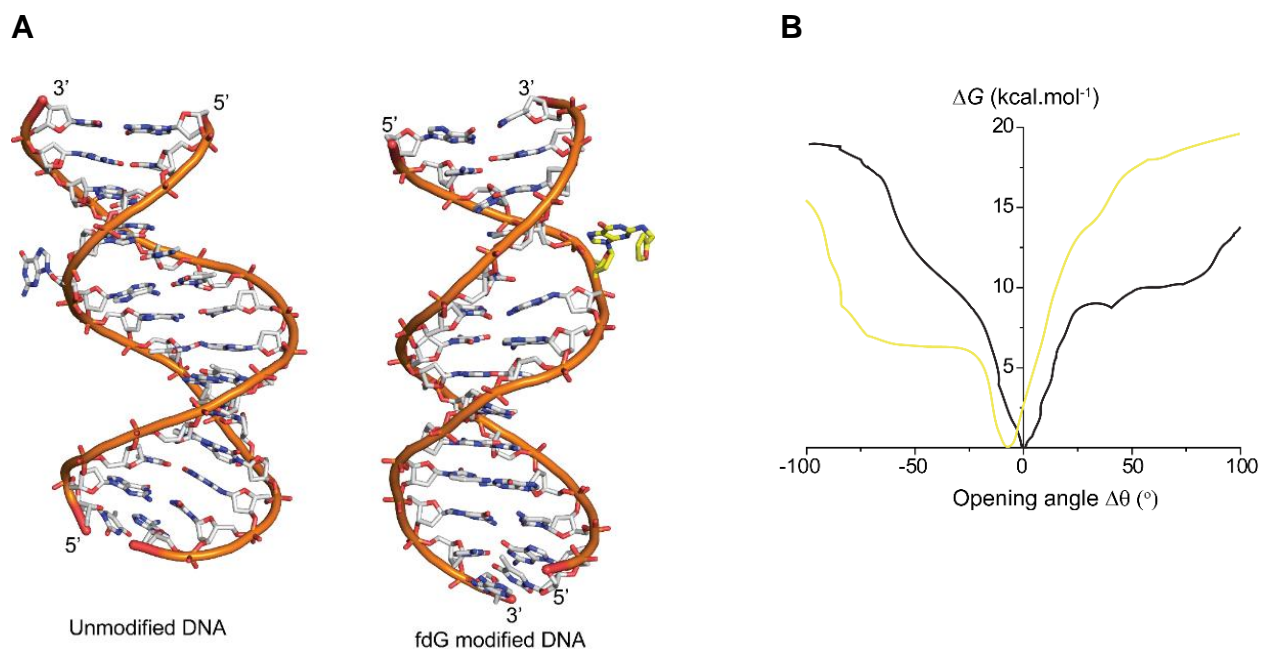 A
B
3’
5’
3’
5’
5’
3’
5’
Unmodified DNA
fdG modified DNA
ΔG (kcal.mol⁻¹)
20
15
10
5
-100
-50
0
50
100
Opening angle Δθ (°)